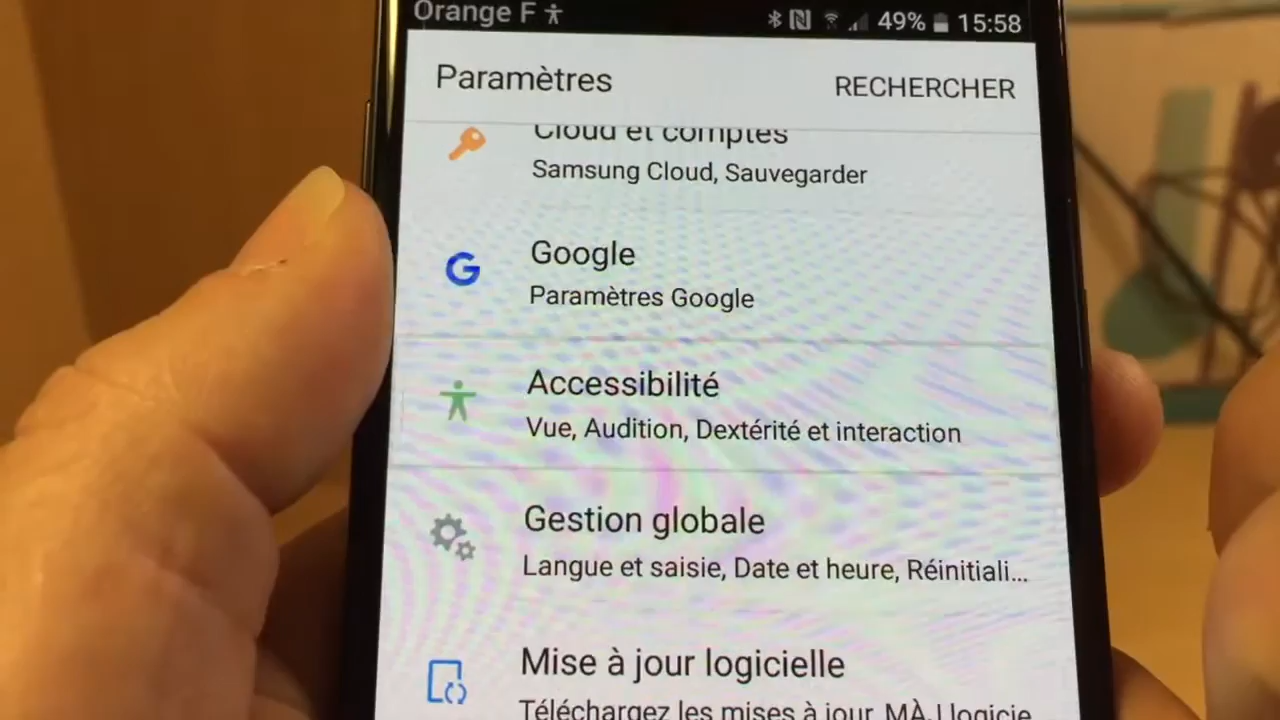 Orange F 49% 15:58
Paramètres RECHERCHER
Cloud et comptes
Samsung Cloud, Sauvegarder
Google
Paramètres Google
Accessibilité
Vue, Audition, Dextérité et interaction
Gestion globale
Langue et saisie, Date et heure, Réinitiali...
Mise à jour logicielle
Téléchargez les mises à jour, MÀJ logicie